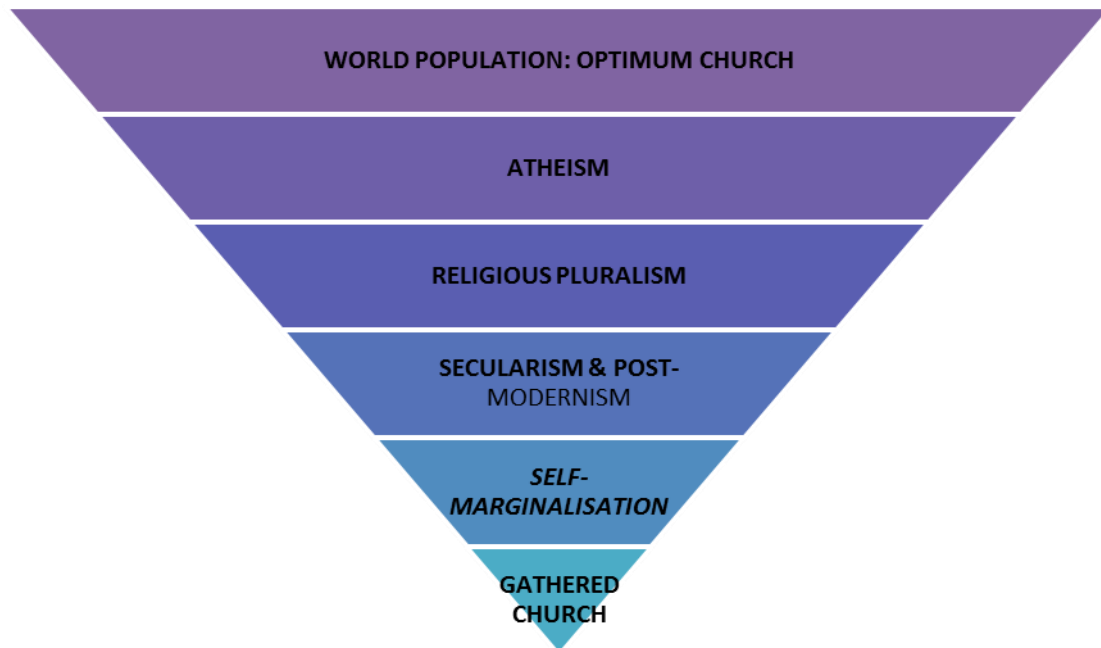 WORLD POPULATION: OPTIMUM CHURCH
ATHEISM
RELIGIOUS PLURALISM
SECULARISM & POST-
MODERNISM
SELF-
MARGINALISATION
GATHERED
CHURCH